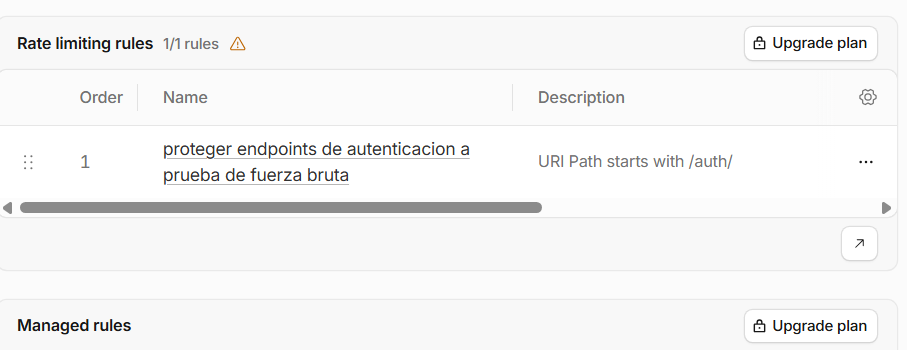 Rate limiting rules 1/1 rules Upgrade plan
Order Name Description
proteger endpoints de autenticacion a
1 URI Path starts with /auth/
prueba de fuerza bruta
Managed rules Upgrade plan